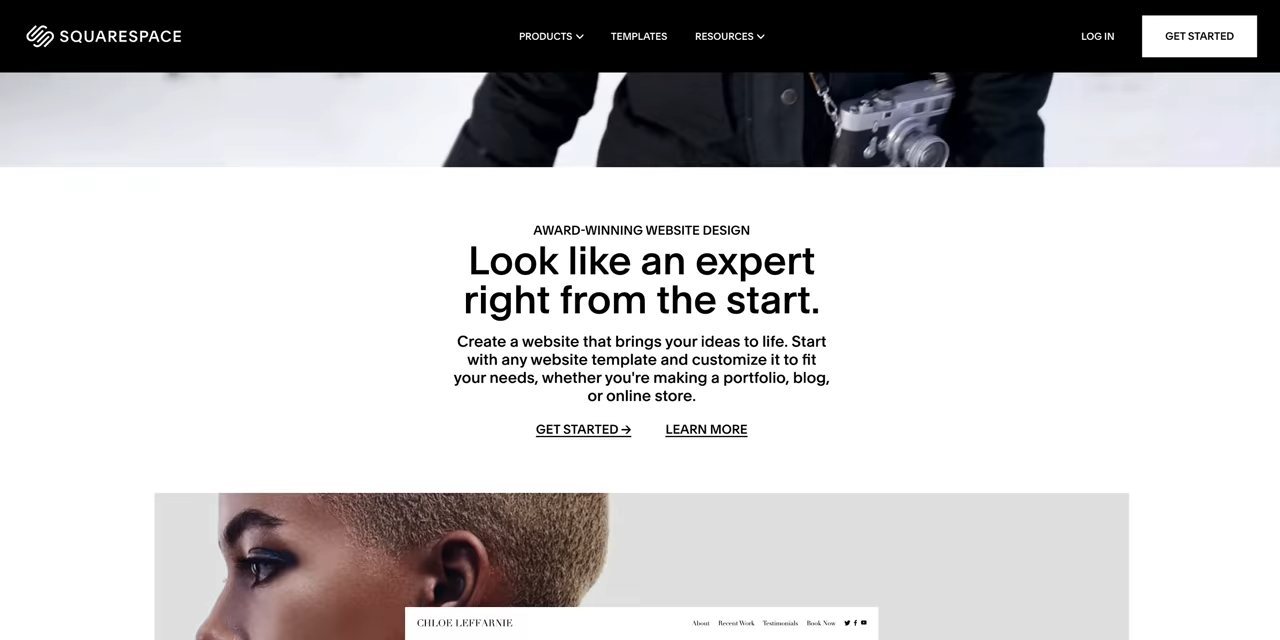 SQUARESPACE
PRODUCTS
TEMPLATES
RESOURCES
LOG IN
GET STARTED
AWARD-WINNING WEBSITE DESIGN
Look like an expert
right from the start.
Create a website that brings your ideas to life. Start
with any website template and customize it to fit
your needs, whether you're making a portfolio, blog,
or online store.
GET STARTED →
LEARN MORE
CHLOE LEFFARNIE
About
Recent Work
Testimonials
Book Now